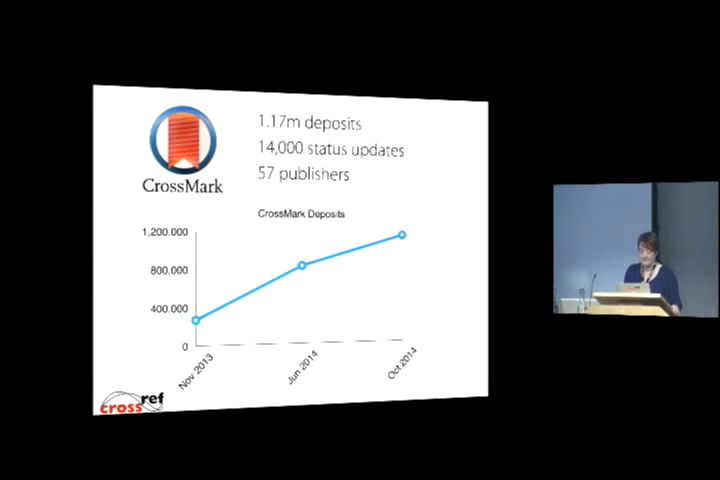 1.17m deposits
14,000 status updates
57 publishers
CrossMark
CrossMark Deposits
1,200.000
800,000
400.000
0
Nov 2013
Jun 2014
Oct 2014
crossref